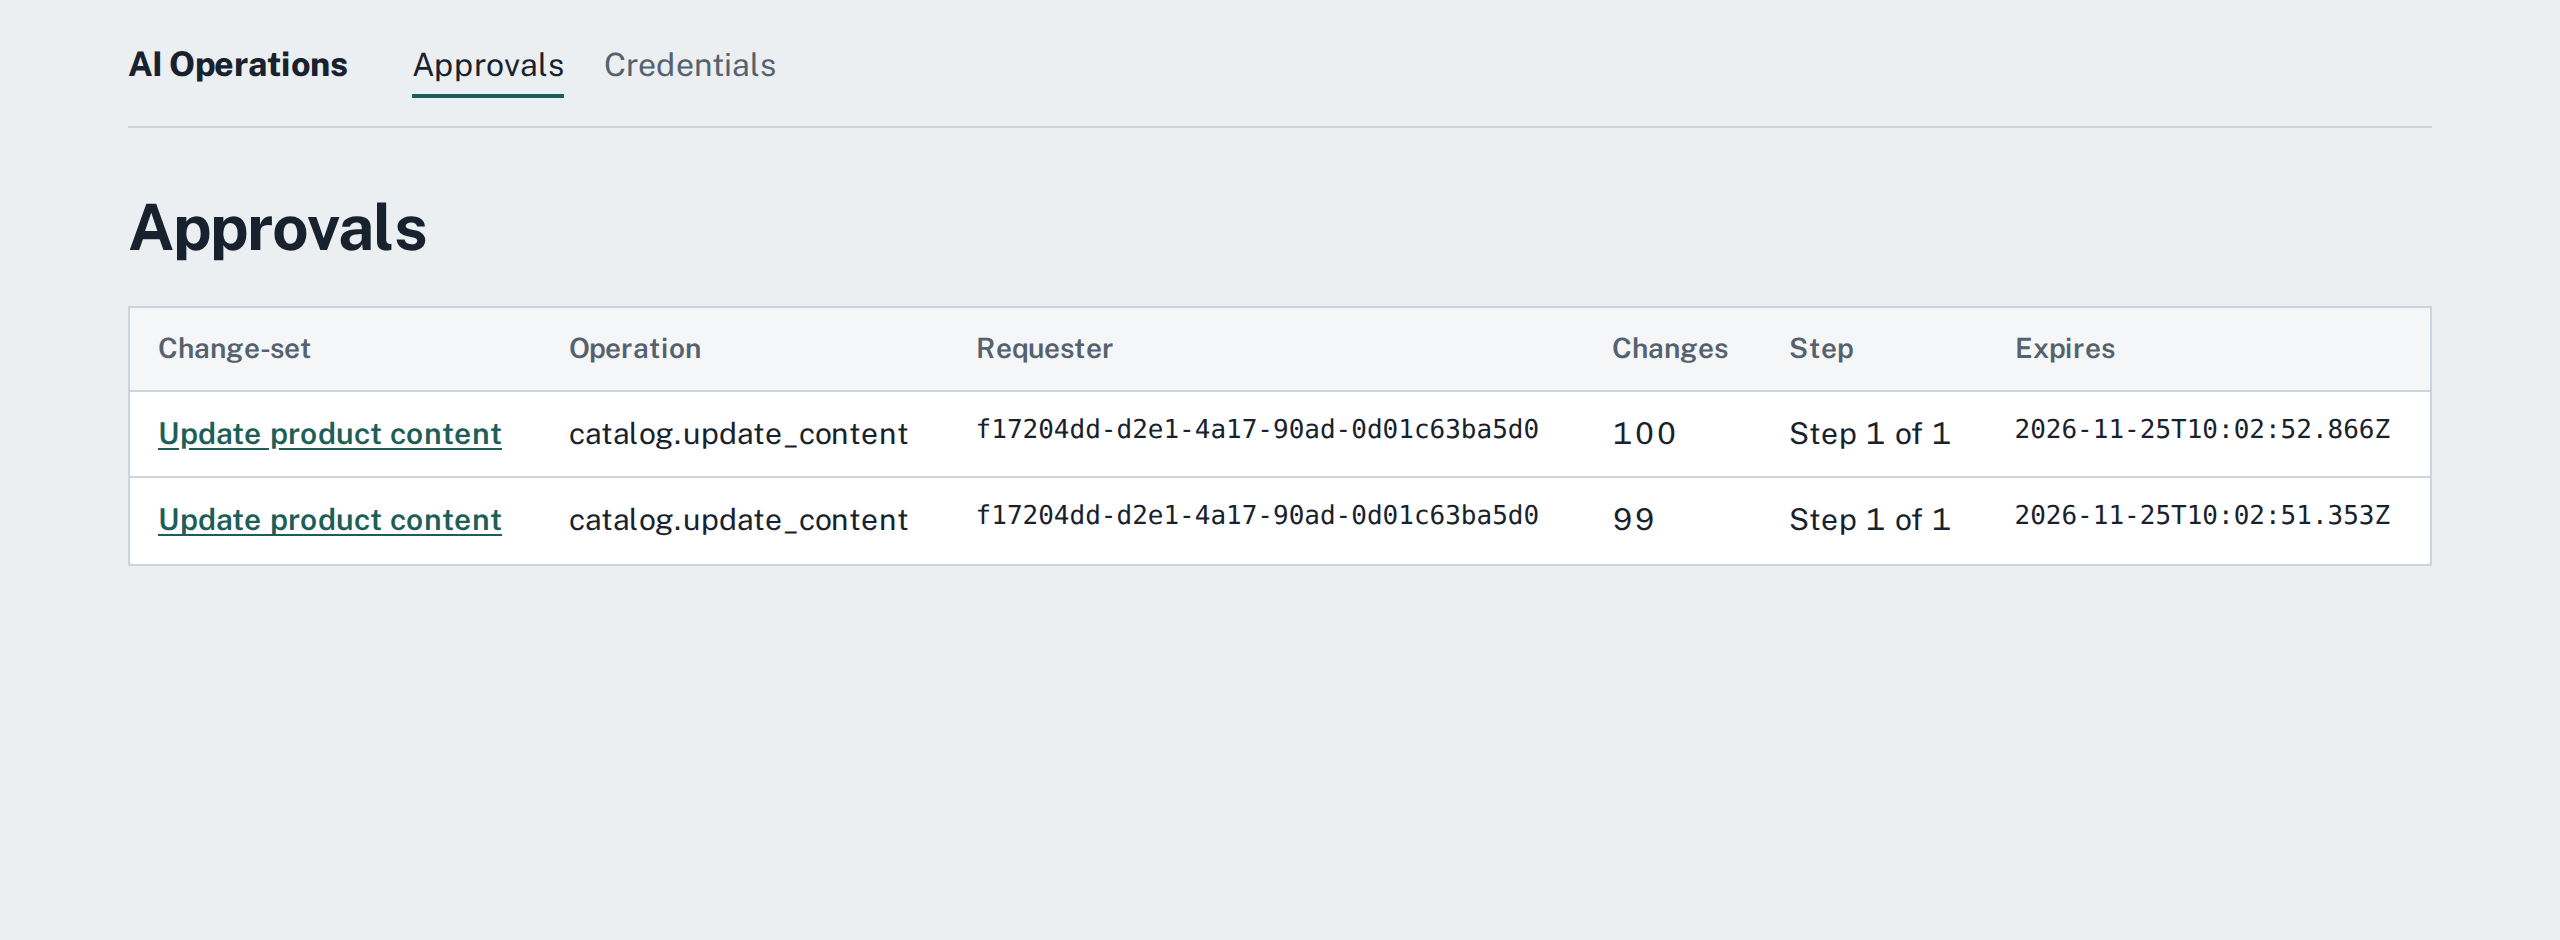 AI Operations Approvals Credentials
Approvals
Change-set Operation Requester Changes Step Expires
Update product content catalog.update_content f17204dd-d2e1-4a17-90ad-0d01c63ba5d0 100 Step 1 of 1 2026-11-25T10:02:52.866Z
Update product content catalog.update_content f17204dd-d2e1-4a17-90ad-0d01c63ba5d0 99 Step 1 of 1 2026-11-25T10:02:51.353Z